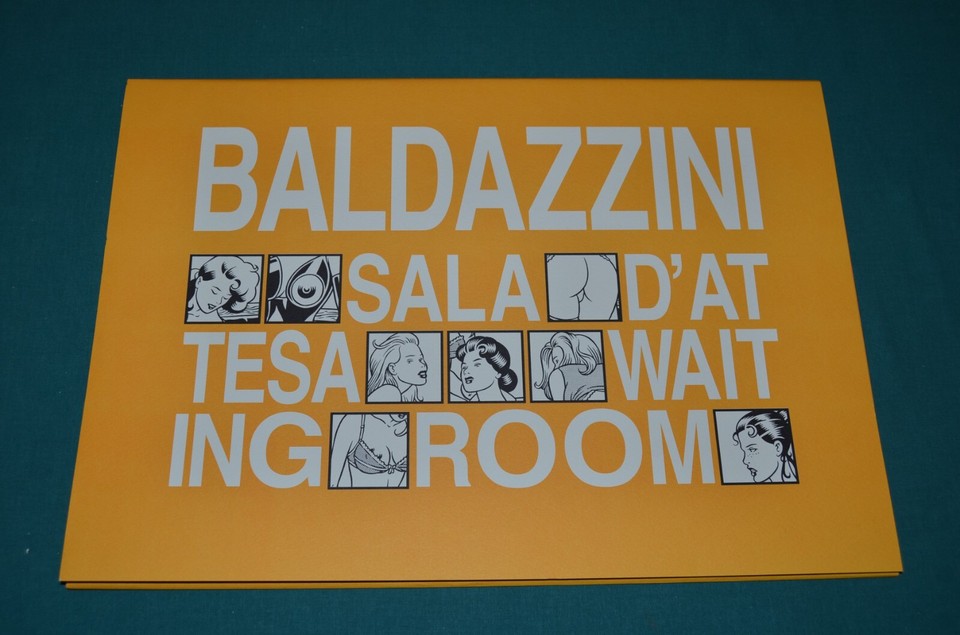 BALDAZZINI
SALA D'AT
TESA WAIT
ING ROOM